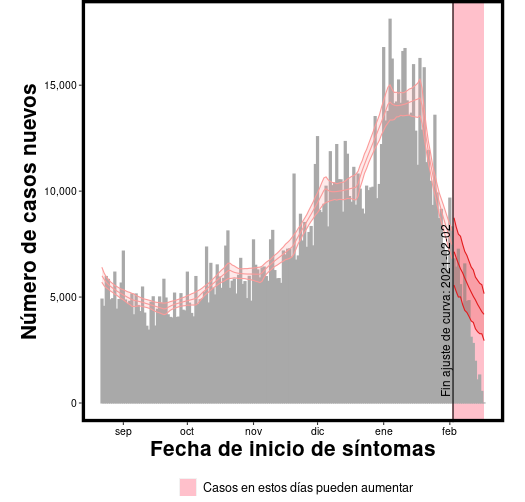 Número de casos nuevos
15,000
10,000
5,000
0
Fin ajuste de curva: 2021-02-02
sep oct nov dic ene feb
Fecha de inicio de síntomas
Casos en estos días pueden aumentar